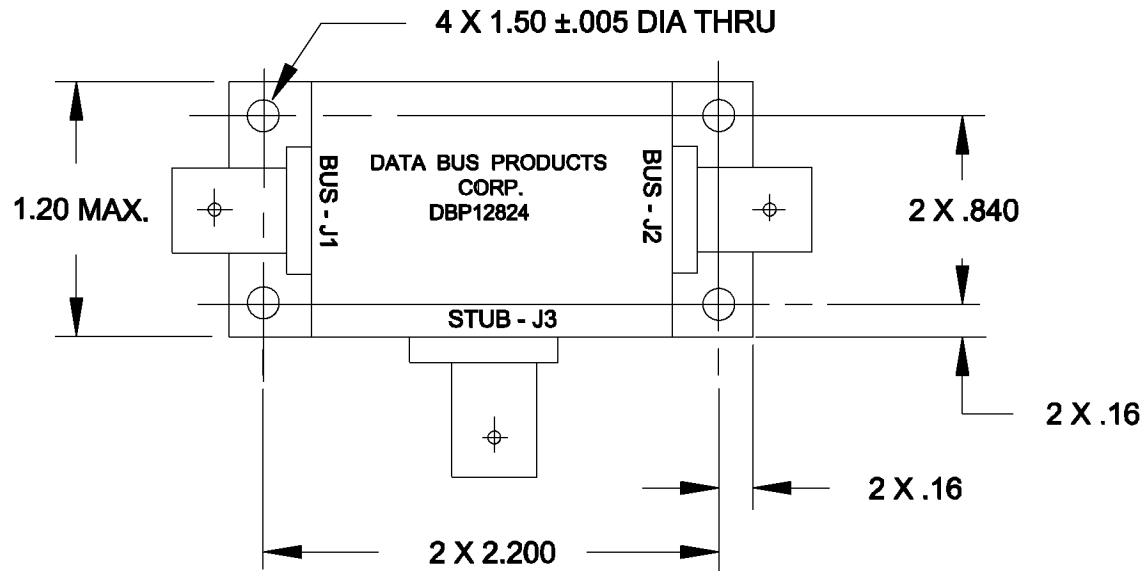 4 X 1.50 ±.005 DIA THRU
1.20 MAX.
BUS - J1
DATA BUS PRODUCTS
CORP.
DBP12824
BUS - J2
2 X .840
STUB - J3
2 X .16
2 X .16
2 X 2.200